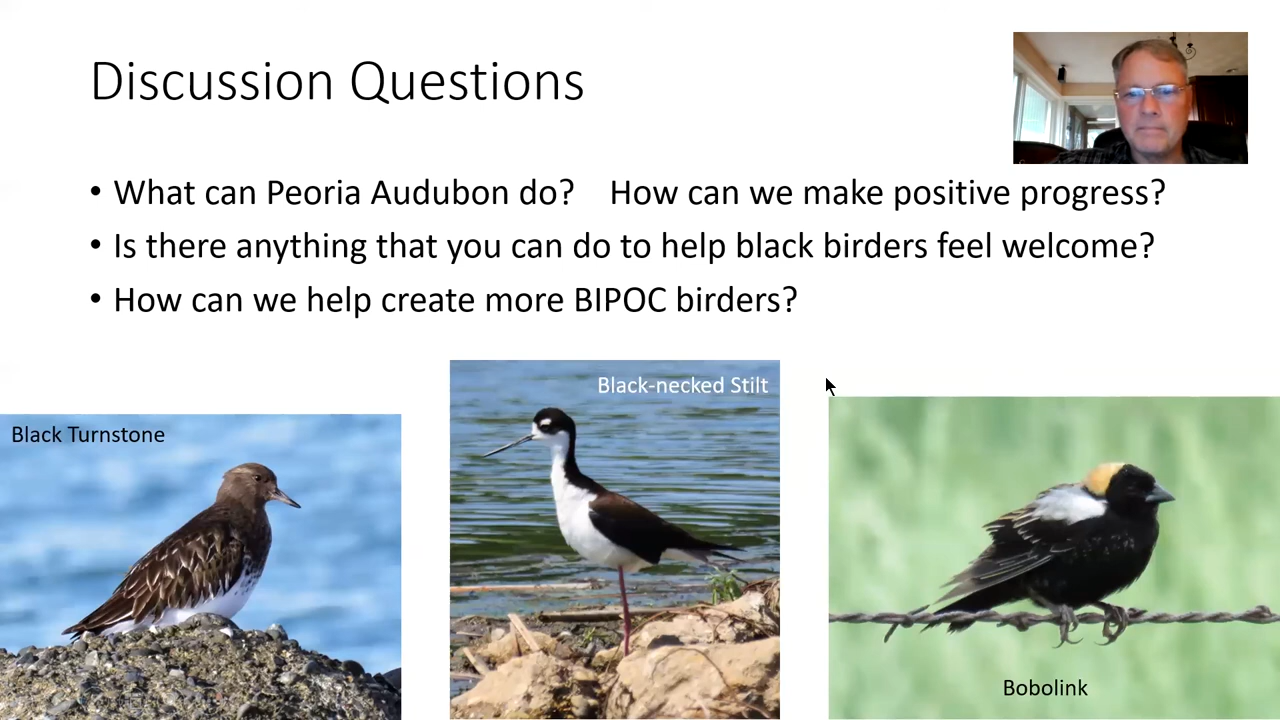 Discussion Questions
• What can Peoria Audubon do? How can we make positive progress?
• Is there anything that you can do to help black birders feel welcome?
• How can we help create more BIPOC birders?
Black Turnstone
Black-necked Stilt
Bobolink